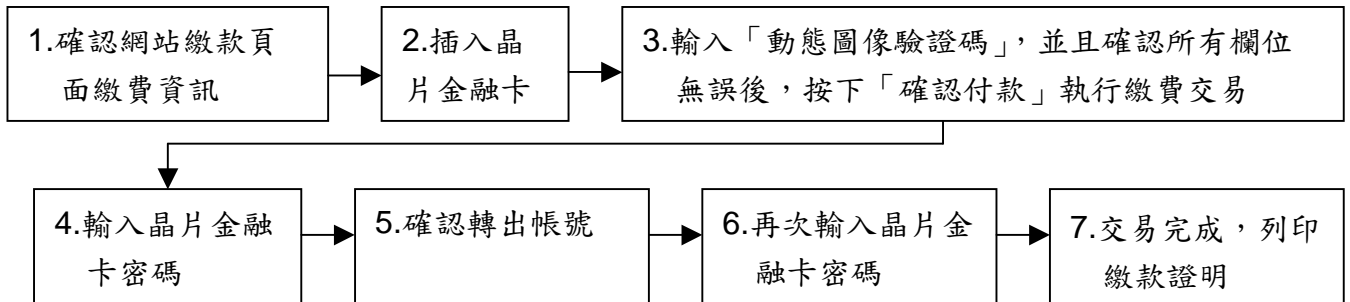 1.確認網站繳款頁
面繳費資訊
2.插入晶
片金融卡
3.輸入「動態圖像驗證碼」，並且確認所有欄位
無誤後，按下「確認付款」執行繳費交易
4.輸入晶片金融
卡密碼
5.確認轉出帳號
6.再次輸入晶片金
融卡密碼
7.交易完成，列印
繳款證明